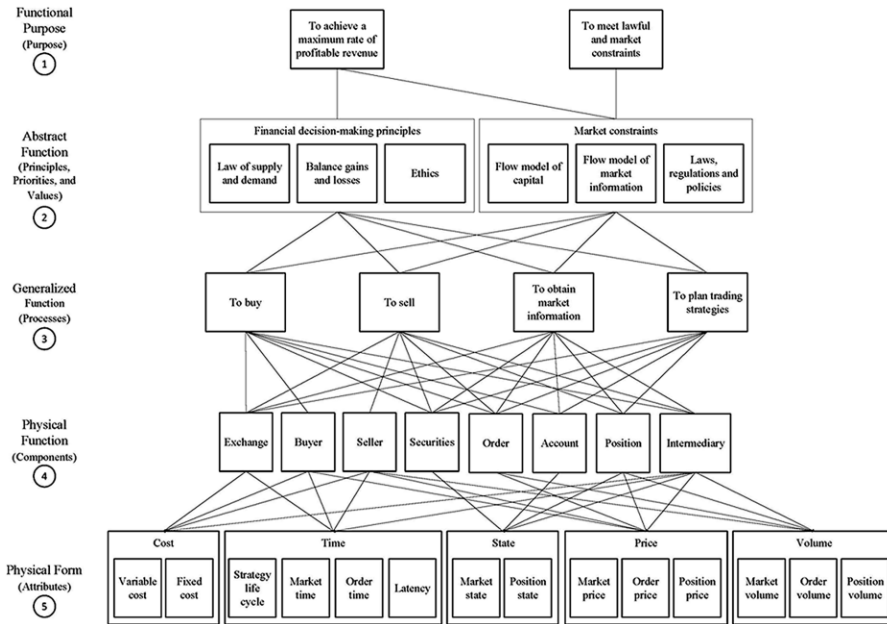 Functional
Purpose
(Purpose)
1
To achieve a
maximum rate of
profitable revenue
To meet lawful
and market
constraints
Abstract
Function
(Principles,
Priorities, and
Values)
2
Financial decision-making principles
Law of supply
and demand
Balance gains
and losses
Ethics
Market constraints
Flow model of
capital
Flow model of
market
information
Laws,
regulations and
policies
Generalized
Function
(Processes)
3
To buy
To sell
To obtain
market
information
To plan trading
strategies
Physical
Function
(Components)
4
Exchange
Buyer
Seller
Securities
Order
Account
Position
Intermediary
Physical Form
(Attributes)
5
Cost
Variable
cost
Fixed
cost
Time
Strategy
life
cycle
Market
time
Order
time
Latency
State
Market
state
Position
state
Price
Market
price
Order
price
Position
price
Volume
Market
volume
Order
volume
Position
volume